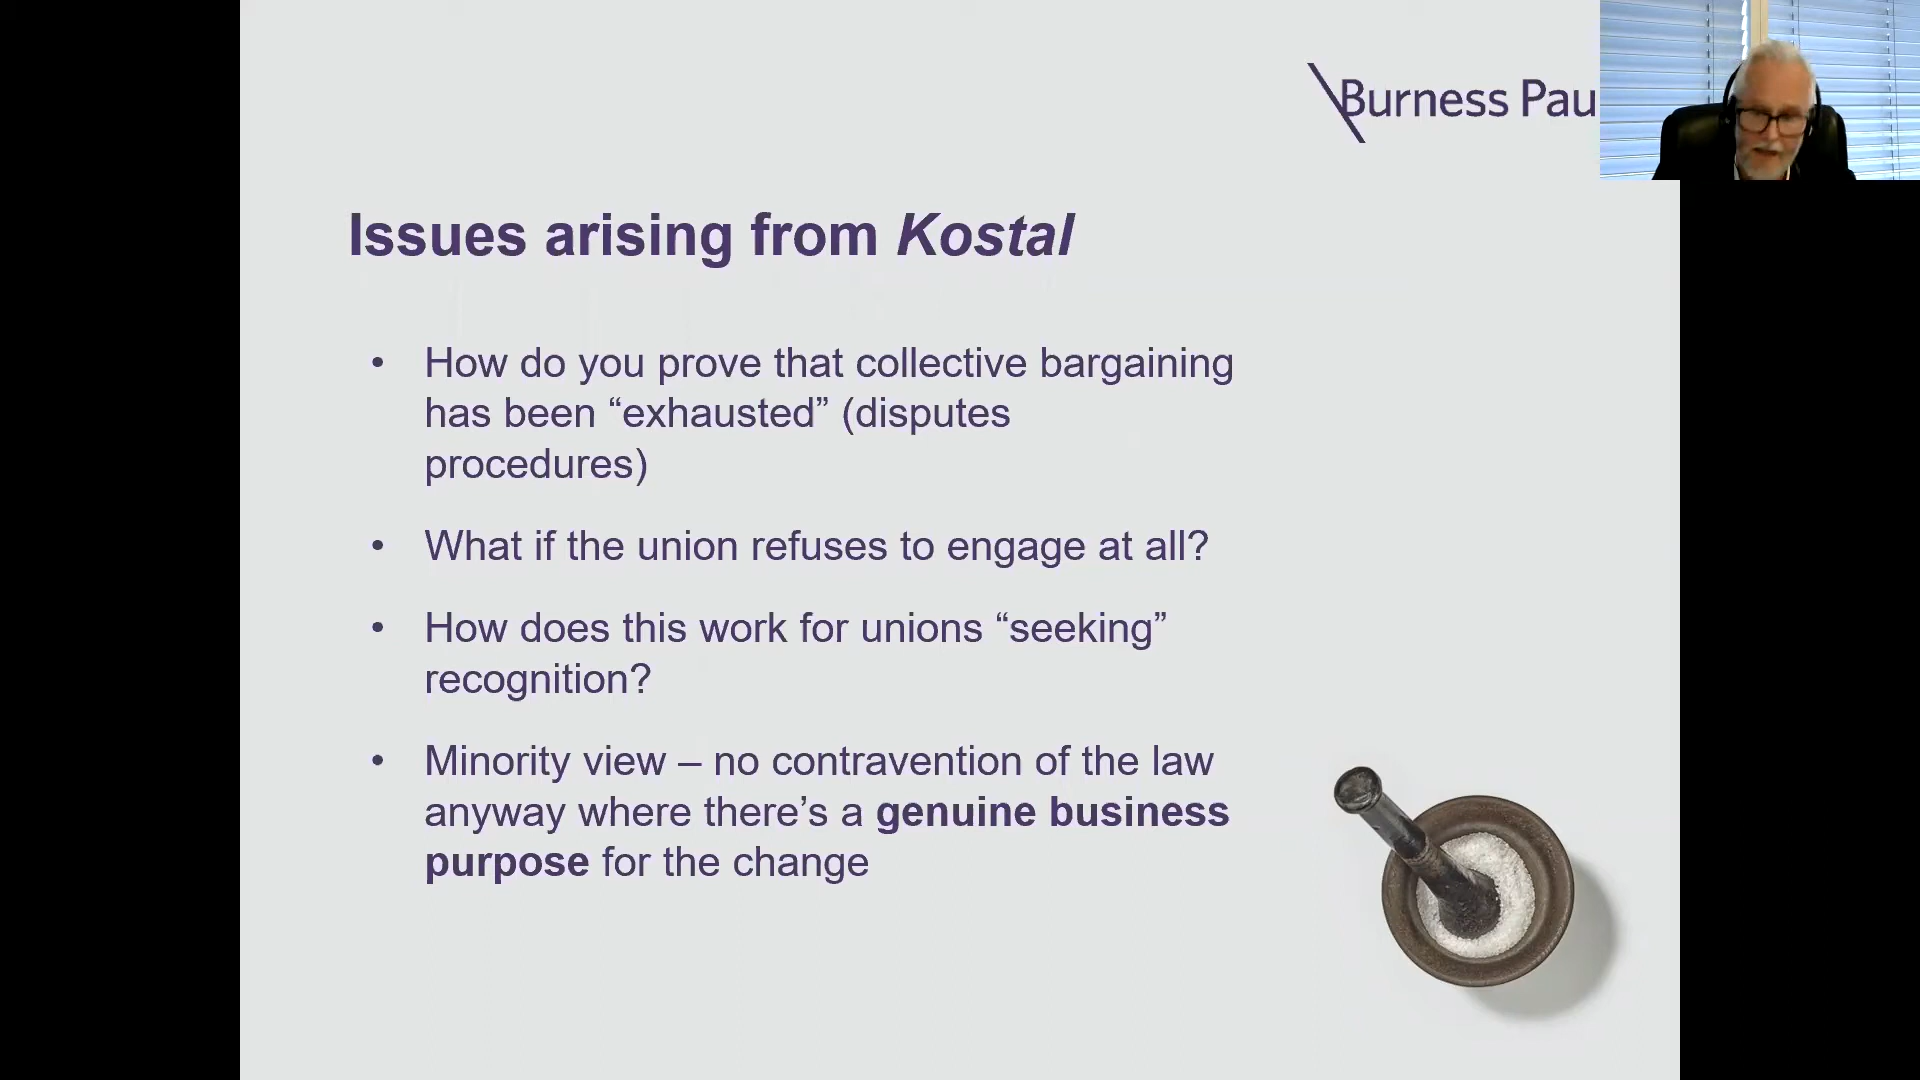 Burness Pau
Issues arising from Kostal
• How do you prove that collective bargaining
has been “exhausted” (disputes
procedures)
• What if the union refuses to engage at all?
• How does this work for unions “seeking”
recognition?
• Minority view – no contravention of the law
anyway where there’s a genuine business
purpose for the change